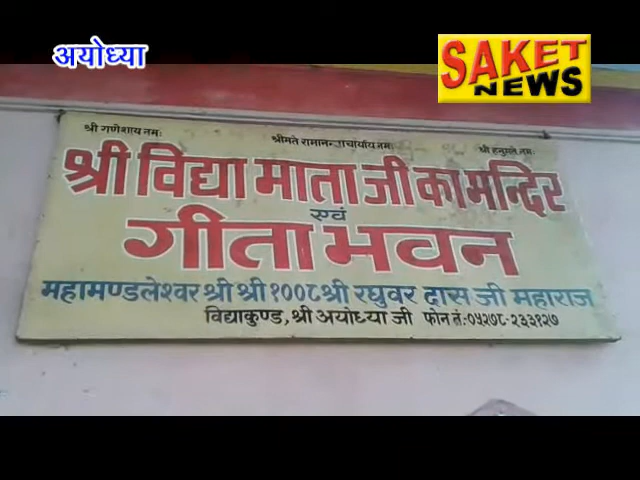 अयोध्या
SAKET NEWS
श्री गणेशाय नमः श्रीमते रामानन्दाचार्याय नमः श्री हनुमते नमः
श्री विद्या माता जी का मन्दिर
एवं
गीता भवन
महामण्डलेश्वर श्री श्री १००८ श्री रघुवर दास जी महाराज
विद्याकुण्ड, श्री अयोध्या जी फोन नं.:०५२७८-२३३१२७